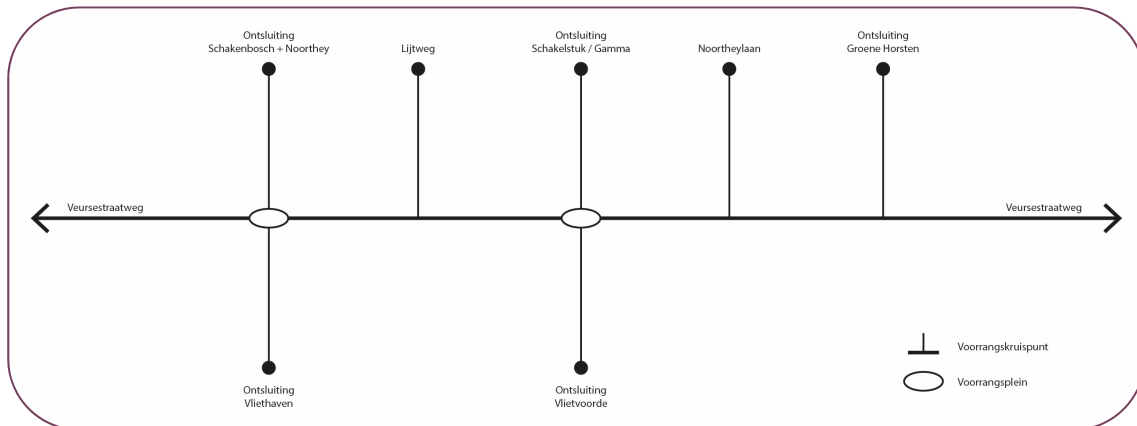 Ontsluiting
Schakenbosch + Noorthey
Lijtweg
Ontsluiting
Schakelstuk / Gamma
Noortheylaan
Ontsluiting
Groene Horsten
Veursestraatweg
Veursestraatweg
Ontsluiting
Vliethaven
Ontsluiting
Vlietvoorde
Voorrangskruispunt
Voorrangsplein